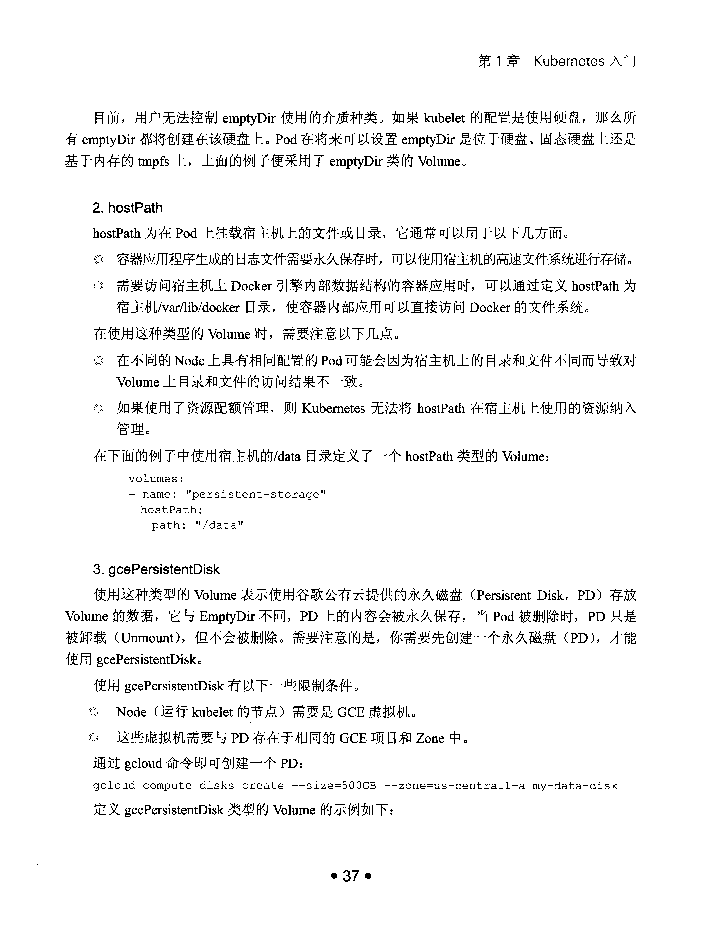 第 1 章 Kubernetes 入门
目前，用户无法控制 emptyDir 使用的介质种类。如果 kubelet 的配置是使用硬盘，那么所
有 emptyDir 都将创建在该硬盘上。Pod 在将来可以设置 emptyDir 是位于硬盘、固态硬盘上还是
基于内存的 tmpfs 上，上面的例子便采用了 emptyDir 类的 Volume。
2. hostPath
hostPath 为在 Pod 上挂载宿主机上的文件或目录，它通常可以用于以下几方面。
◎ 容器应用程序生成的日志文件需要永久保存时，可以使用宿主机的高速文件系统进行存储。
◎ 需要访问宿主机上 Docker 引擎内部数据结构的容器应用时，可以通过定义 hostPath 为
宿主机/var/lib/docker 目录，使容器内部应用可以直接访问 Docker 的文件系统。
在使用这种类型的 Volume 时，需要注意以下几点。
◎ 在不同的 Node 上具有相同配置的 Pod 可能会因为宿主机上的目录和文件不同而导致对
Volume 上目录和文件的访问结果不一致。
◎ 如果使用了资源配额管理，则 Kubernetes 无法将 hostPath 在宿主机上使用的资源纳入
管理。
在下面的例子中使用宿主机的/data 目录定义了一个 hostPath 类型的 Volume：
volumes:
- name: "persistent-storage"
hostPath:
path: "/data"
3. gcePersistentDisk
使用这种类型的 Volume 表示使用谷歌公有云提供的永久磁盘（Persistent Disk，PD）存放
Volume 的数据，它与 EmptyDir 不同，PD 上的内容会被永久保存，当 Pod 被删除时，PD 只是
被卸载（Unmount），但不会被删除。需要注意的是，你需要先创建一个永久磁盘（PD），才能
使用 gcePersistentDisk。
使用 gcePersistentDisk 有以下一些限制条件。
◎ Node（运行 kubelet 的节点）需要是 GCE 虚拟机。
◎ 这些虚拟机需要与 PD 存在于相同的 GCE 项目和 Zone 中。
通过 gcloud 命令即可创建一个 PD：
gcloud compute disks create --size=500GB --zone=us-central1-a my-data-disk
定义 gcePersistentDisk 类型的 Volume 的示例如下：
• 37 •